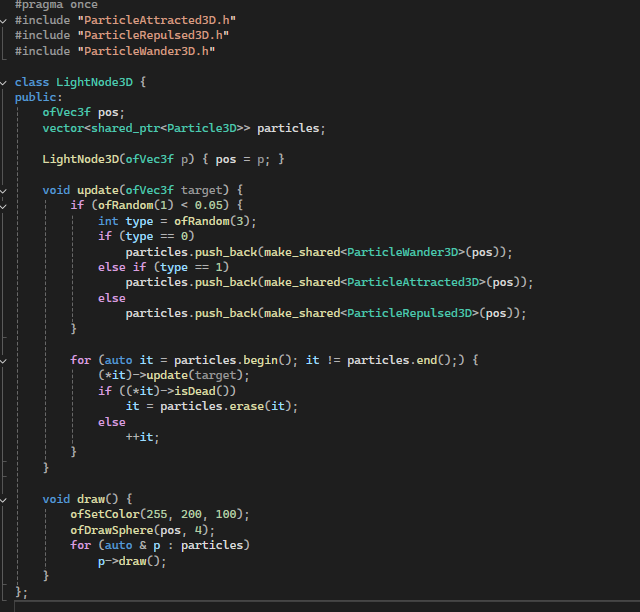 #pragma once
#include "ParticleAttracted3D.h"
#include "ParticleRepulsed3D.h"
#include "ParticleWander3D.h"

class LightNode3D {
public:
    ofVec3f pos;
    vector<shared_ptr<Particle3D>> particles;

    LightNode3D(ofVec3f p) { pos = p; }

    void update(ofVec3f target) {
        if (ofRandom(1) < 0.05) {
            int type = ofRandom(3);
            if (type == 0)
                particles.push_back(make_shared<ParticleWander3D>(pos));
            else if (type == 1)
                particles.push_back(make_shared<ParticleAttracted3D>(pos));
            else
                particles.push_back(make_shared<ParticleRepulsed3D>(pos));
        }

        for (auto it = particles.begin(); it != particles.end();) {
            (*it)->update(target);
            if ((*it)->isDead())
                it = particles.erase(it);
            else
                ++it;
        }
    }

    void draw() {
        ofSetColor(255, 200, 100);
        ofDrawSphere(pos, 4);
        for (auto & p : particles)
            p->draw();
    }
};